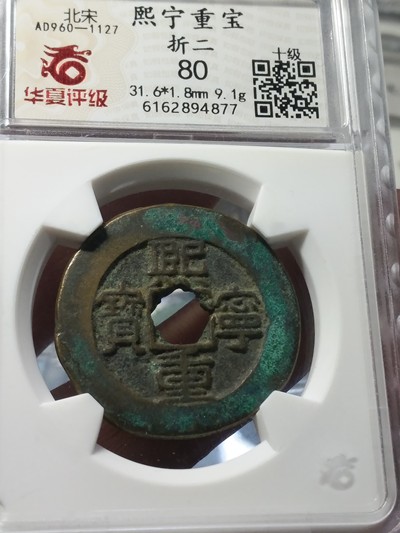 北宋
AD960—1127
华夏评级
熙宁重宝
折二
80
31.6*1.8mm 9.1g
6162894877
十级
熙
寧
重
寳